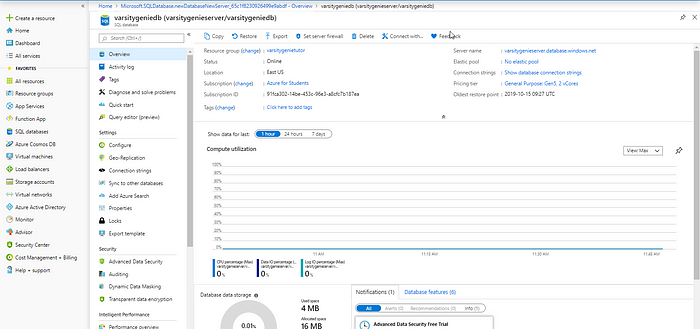 Create a resource
Home
Dashboard
All services
FAVORITES
All resources
Resource groups
App Services
Function App
SQL databases
Azure Cosmos DB
Virtual machines
Load balancers
Storage accounts
Virtual networks
Azure Active Directory
Monitor
Advisor
Security Center
Cost Management + Billing
Help + support
Home > Microsoft.SQLDatabase.newDatabaseNewServer_65c1f8230926499e9abdf - Overview > varsitygeniedb (varsitygenieserver/varsitygeniedb)
varsitygeniedb (varsitygenieserver/varsitygeniedb)
SQL database
SQL
Search (Ctrl+/)
Overview
Activity log
Tags
Diagnose and solve problems
Quick start
Query editor (preview)
Settings
Configure
Geo-Replication
Connection strings
Sync to other databases
Add Azure Search
Properties
Locks
Export template
Security
Advanced Data Security
Auditing
Dynamic Data Masking
Transparent data encryption
Intelligent Performance
Performance overview
Copy Restore Export Set server firewall Delete Connect with... Feedback
Resource group (change) : varsitygenietutor
Status : Online
Location : East US
Subscription (change) : Azure for Students
Subscription ID : 91fca302-14be-453c-96e3-a8cfc7b187ea
Tags (change) : Click here to add tags
Server name : varsitygenieserver.database.windows.net
Elastic pool : No elastic pool
Connection strings : Show database connection strings
Pricing tier : General Purpose: Gen5, 2 vCores
Oldest restore point : 2019-10-15 09:27 UTC
Show data for last: 1 hour 24 hours 7 days
Compute utilization
View Max
100%
90%
80%
70%
60%
50%
40%
30%
20%
10%
0%
11 AM 11:15 AM 11:30 AM 11:45 AM
CPU percentage (Max)
varsitygenieserver/v...
0 %
Data IO percentage (...
varsitygenieserver/v...
0 %
Log IO percentage (Max)
varsitygenieserver/v...
0 %
Database data storage
0.01%
Used space
4 MB
Allocated space
16 MB
Notifications (1) Database features (6)
All Alerts (0) Recommendations (0) Info (1)
Advanced Data Security Free Trial